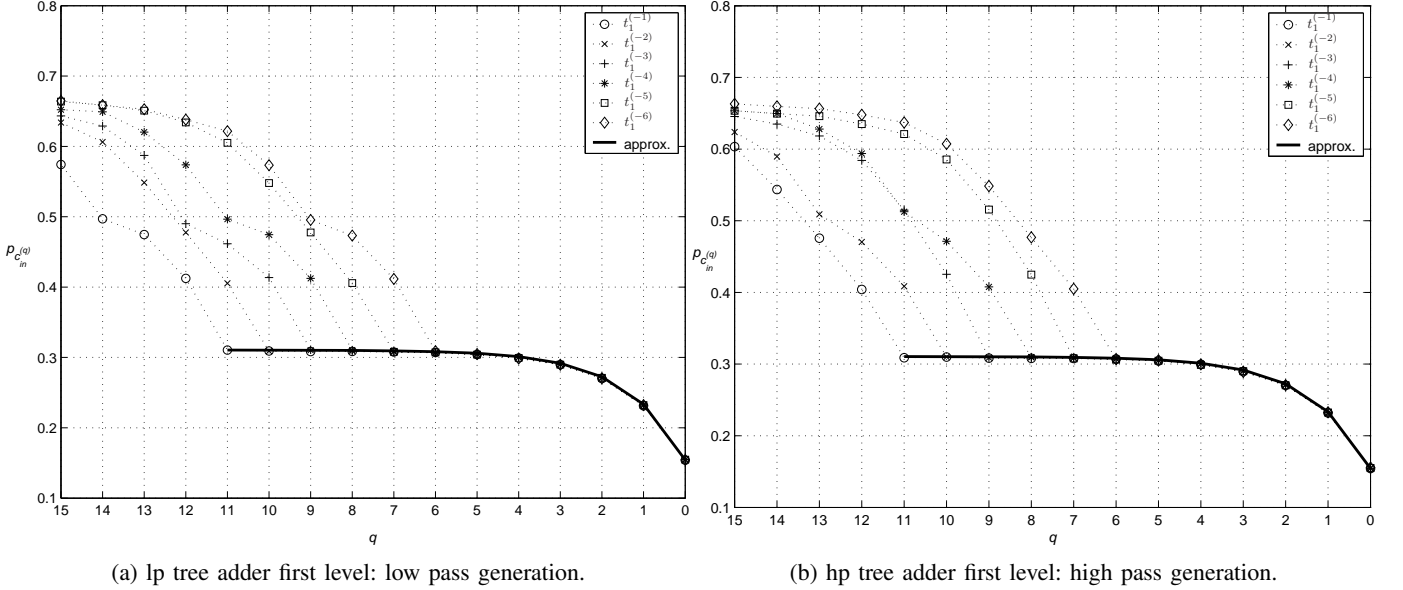 0.8
0.7
0.6
0.5
0.4
0.3
0.2
0.1
p_{c_{in}^{(q)}}
15 14 13 12 11 10 9 8 7 6 5 4 3 2 1 0
q
t_1^{(-1)}
t_1^{(-2)}
t_1^{(-3)}
t_1^{(-4)}
t_1^{(-5)}
t_1^{(-6)}
approx.
(a) lp tree adder first level: low pass generation.
0.8
0.7
0.6
0.5
0.4
0.3
0.2
0.1
p_{c_{in}^{(q)}}
15 14 13 12 11 10 9 8 7 6 5 4 3 2 1 0
q
t_1^{(-1)}
t_1^{(-2)}
t_1^{(-3)}
t_1^{(-4)}
t_1^{(-5)}
t_1^{(-6)}
approx.
(b) hp tree adder first level: high pass generation.